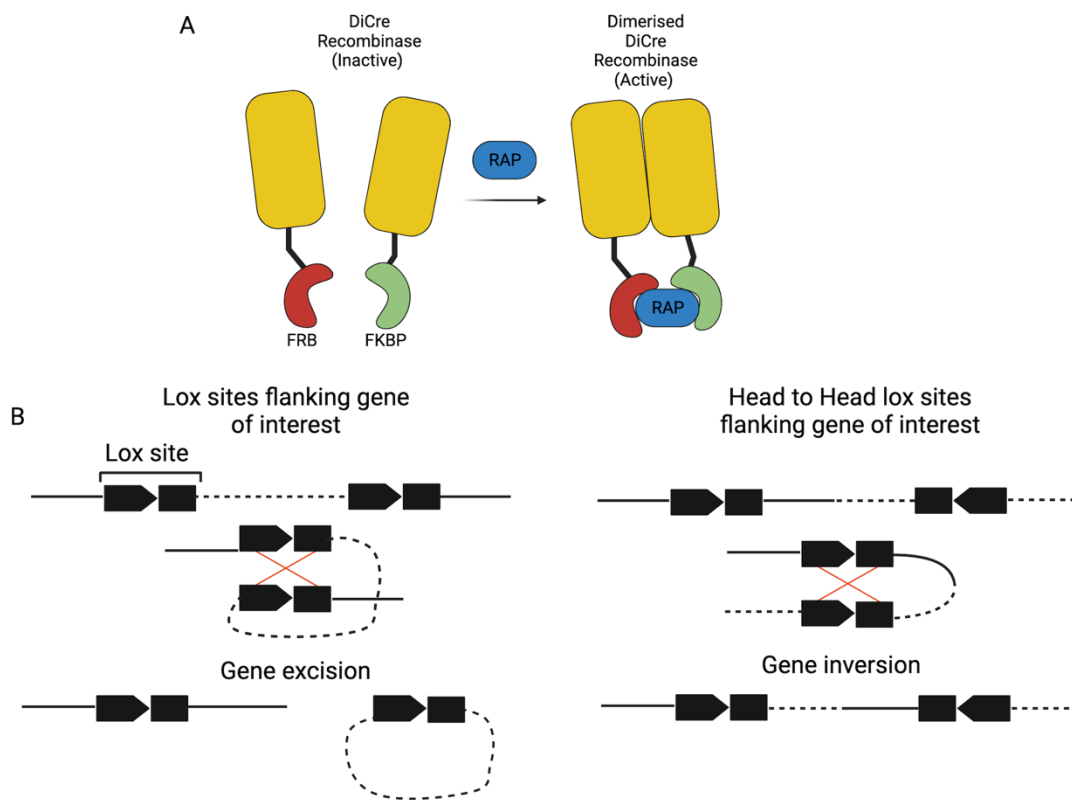 A
DiCre
Recombinase
(Inactive)
Dimerised
DiCre
Recombinase
(Active)
RAP
RAP
FRB
FKBP
B
Lox sites flanking gene
of interest
Head to Head lox sites
flanking gene of interest
Lox site
Gene excision
Gene inversion